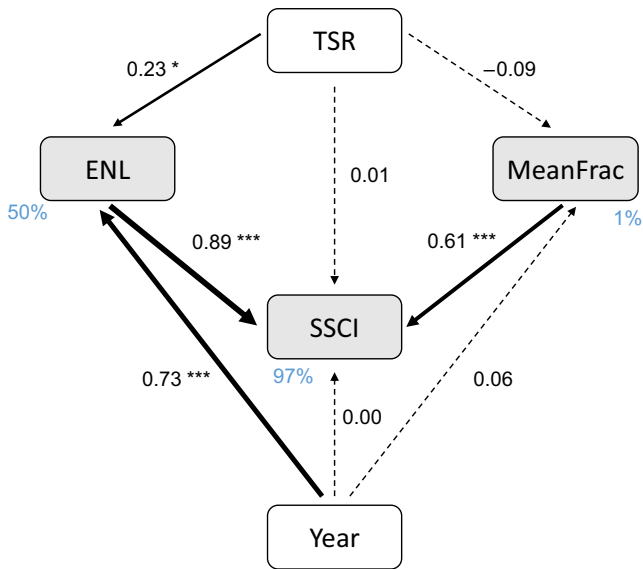 TSR
0.23 *
–0.09
ENL
MeanFrac
0.01
50%
1%
0.89 ***
0.61 ***
SSCI
97%
0.73 ***
0.06
0.00
Year